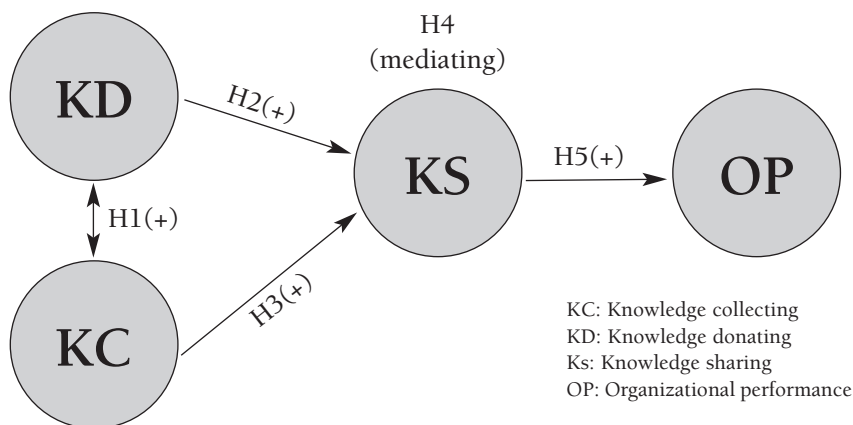 H4
(mediating)
KD
H2(+)
KS
H5(+)
OP
H1(+)
H3(+)
KC
KC: Knowledge collecting
KD: Knowledge donating
Ks: Knowledge sharing
OP: Organizational performance